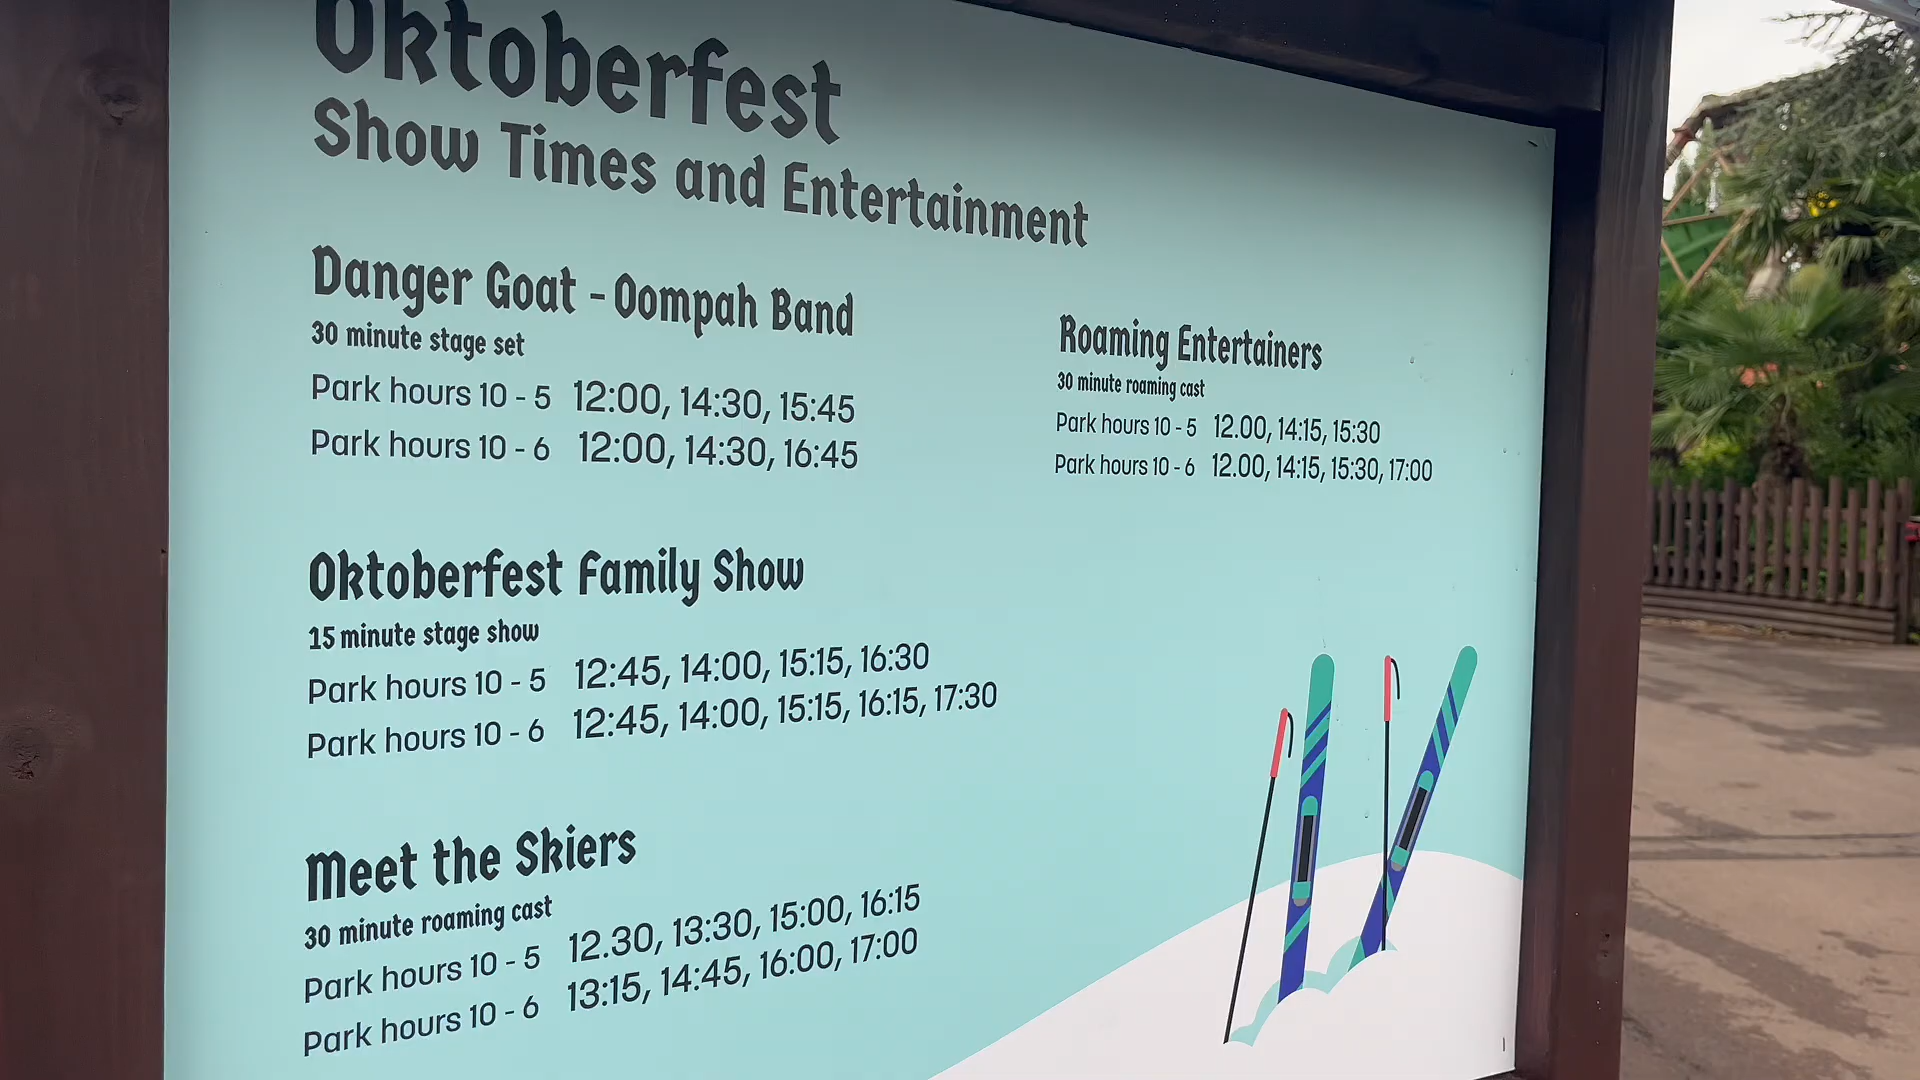 Oktoberfest
Show Times and Entertainment
Danger Goat - Oompah Band
30 minute stage set
Park hours 10 - 5 12:00, 14:30, 15:45
Park hours 10 - 6 12:00, 14:30, 16:45
Oktoberfest Family Show
15 minute stage show
Park hours 10 - 5 12:45, 14:00, 15:15, 16:30
Park hours 10 - 6 12:45, 14:00, 15:15, 16:15, 17:30
Meet the Skiers
30 minute roaming cast
Park hours 10 - 5 12.30, 13:30, 15:00, 16:15
Park hours 10 - 6 13:15, 14:45, 16:00, 17:00
Roaming Entertainers
30 minute roaming cast
Park hours 10 - 5 12.00, 14:15, 15:30
Park hours 10 - 6 12.00, 14:15, 15:30, 17:00